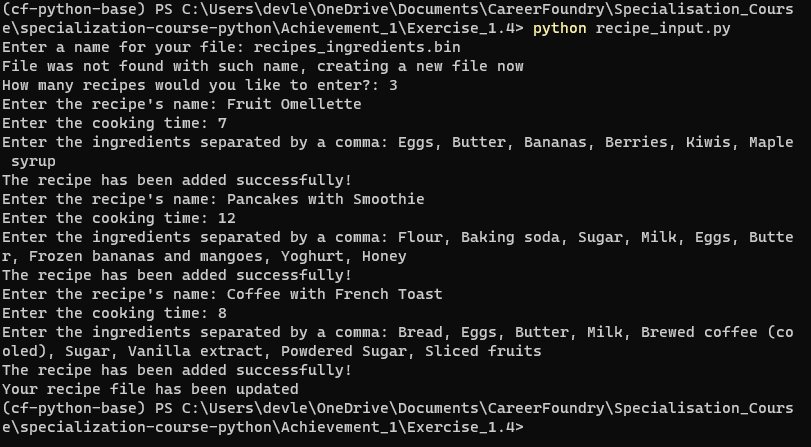 (cf-python-base) PS C:\Users\devle\OneDrive\Documents\CareerFoundry\Specialisation_Cours
e\specialization-course-python\Achievement_1\Exercise_1.4> python recipe_input.py
Enter a name for your file: recipes_ingredients.bin
File was not found with such name, creating a new file now
How many recipes would you like to enter?: 3
Enter the recipe's name: Fruit Omellette
Enter the cooking time: 7
Enter the ingredients separated by a comma: Eggs, Butter, Bananas, Berries, Kiwis, Maple
 syrup
The recipe has been added successfully!
Enter the recipe's name: Pancakes with Smoothie
Enter the cooking time: 12
Enter the ingredients separated by a comma: Flour, Baking soda, Sugar, Milk, Eggs, Butte
r, Frozen bananas and mangoes, Yoghurt, Honey
The recipe has been added successfully!
Enter the recipe's name: Coffee with French Toast
Enter the cooking time: 8
Enter the ingredients separated by a comma: Bread, Eggs, Butter, Milk, Brewed coffee (co
oled), Sugar, Vanilla extract, Powdered Sugar, Sliced fruits
The recipe has been added successfully!
Your recipe file has been updated
(cf-python-base) PS C:\Users\devle\OneDrive\Documents\CareerFoundry\Specialisation_Cours
e\specialization-course-python\Achievement_1\Exercise_1.4>